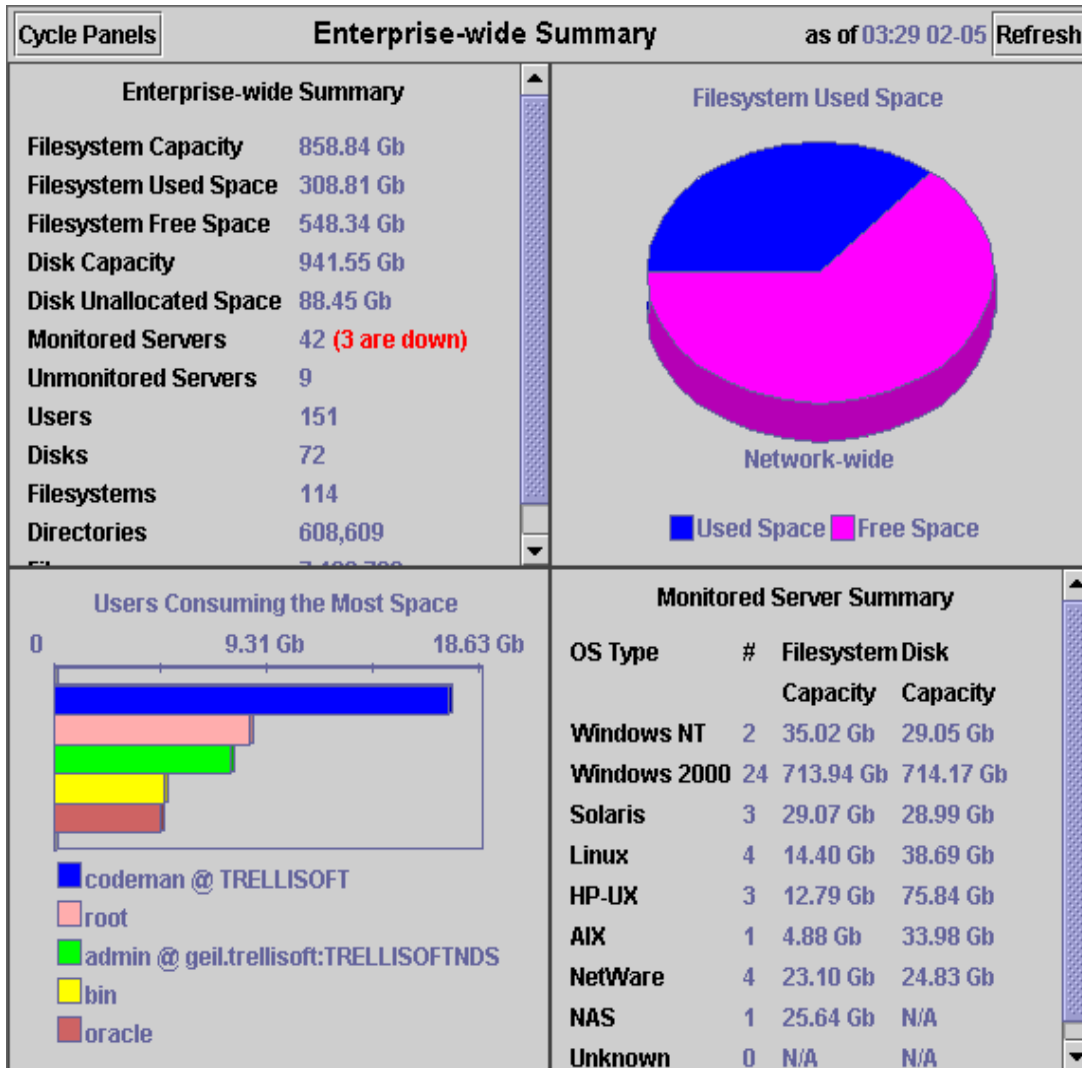 Cycle Panels Enterprise-wide Summary as of 03:29 02-05 Refresh
Enterprise-wide Summary
Filesystem Capacity 858.84 Gb
Filesystem Used Space 308.81 Gb
Filesystem Free Space 548.34 Gb
Disk Capacity 941.55 Gb
Disk Unallocated Space 88.45 Gb
Monitored Servers 42 (3 are down)
Unmonitored Servers 9
Users 151
Disks 72
Filesystems 114
Directories 608,609
Filesystem Used Space
Network-wide
Used Space Free Space
Users Consuming the Most Space
0 9.31 Gb 18.63 Gb
codeman @ TRELLISOFT
root
admin @ geil.trellisoft:TRELLISOFTNDS
bin
oracle
Monitored Server Summary
OS Type # Filesystem Disk
Capacity Capacity
Windows NT 2 35.02 Gb 29.05 Gb
Windows 2000 24 713.94 Gb 714.17 Gb
Solaris 3 29.07 Gb 28.99 Gb
Linux 4 14.40 Gb 38.69 Gb
HP-UX 3 12.79 Gb 75.84 Gb
AIX 1 4.88 Gb 33.98 Gb
NetWare 4 23.10 Gb 24.83 Gb
NAS 1 25.64 Gb N/A
Unknown 0 N/A N/A